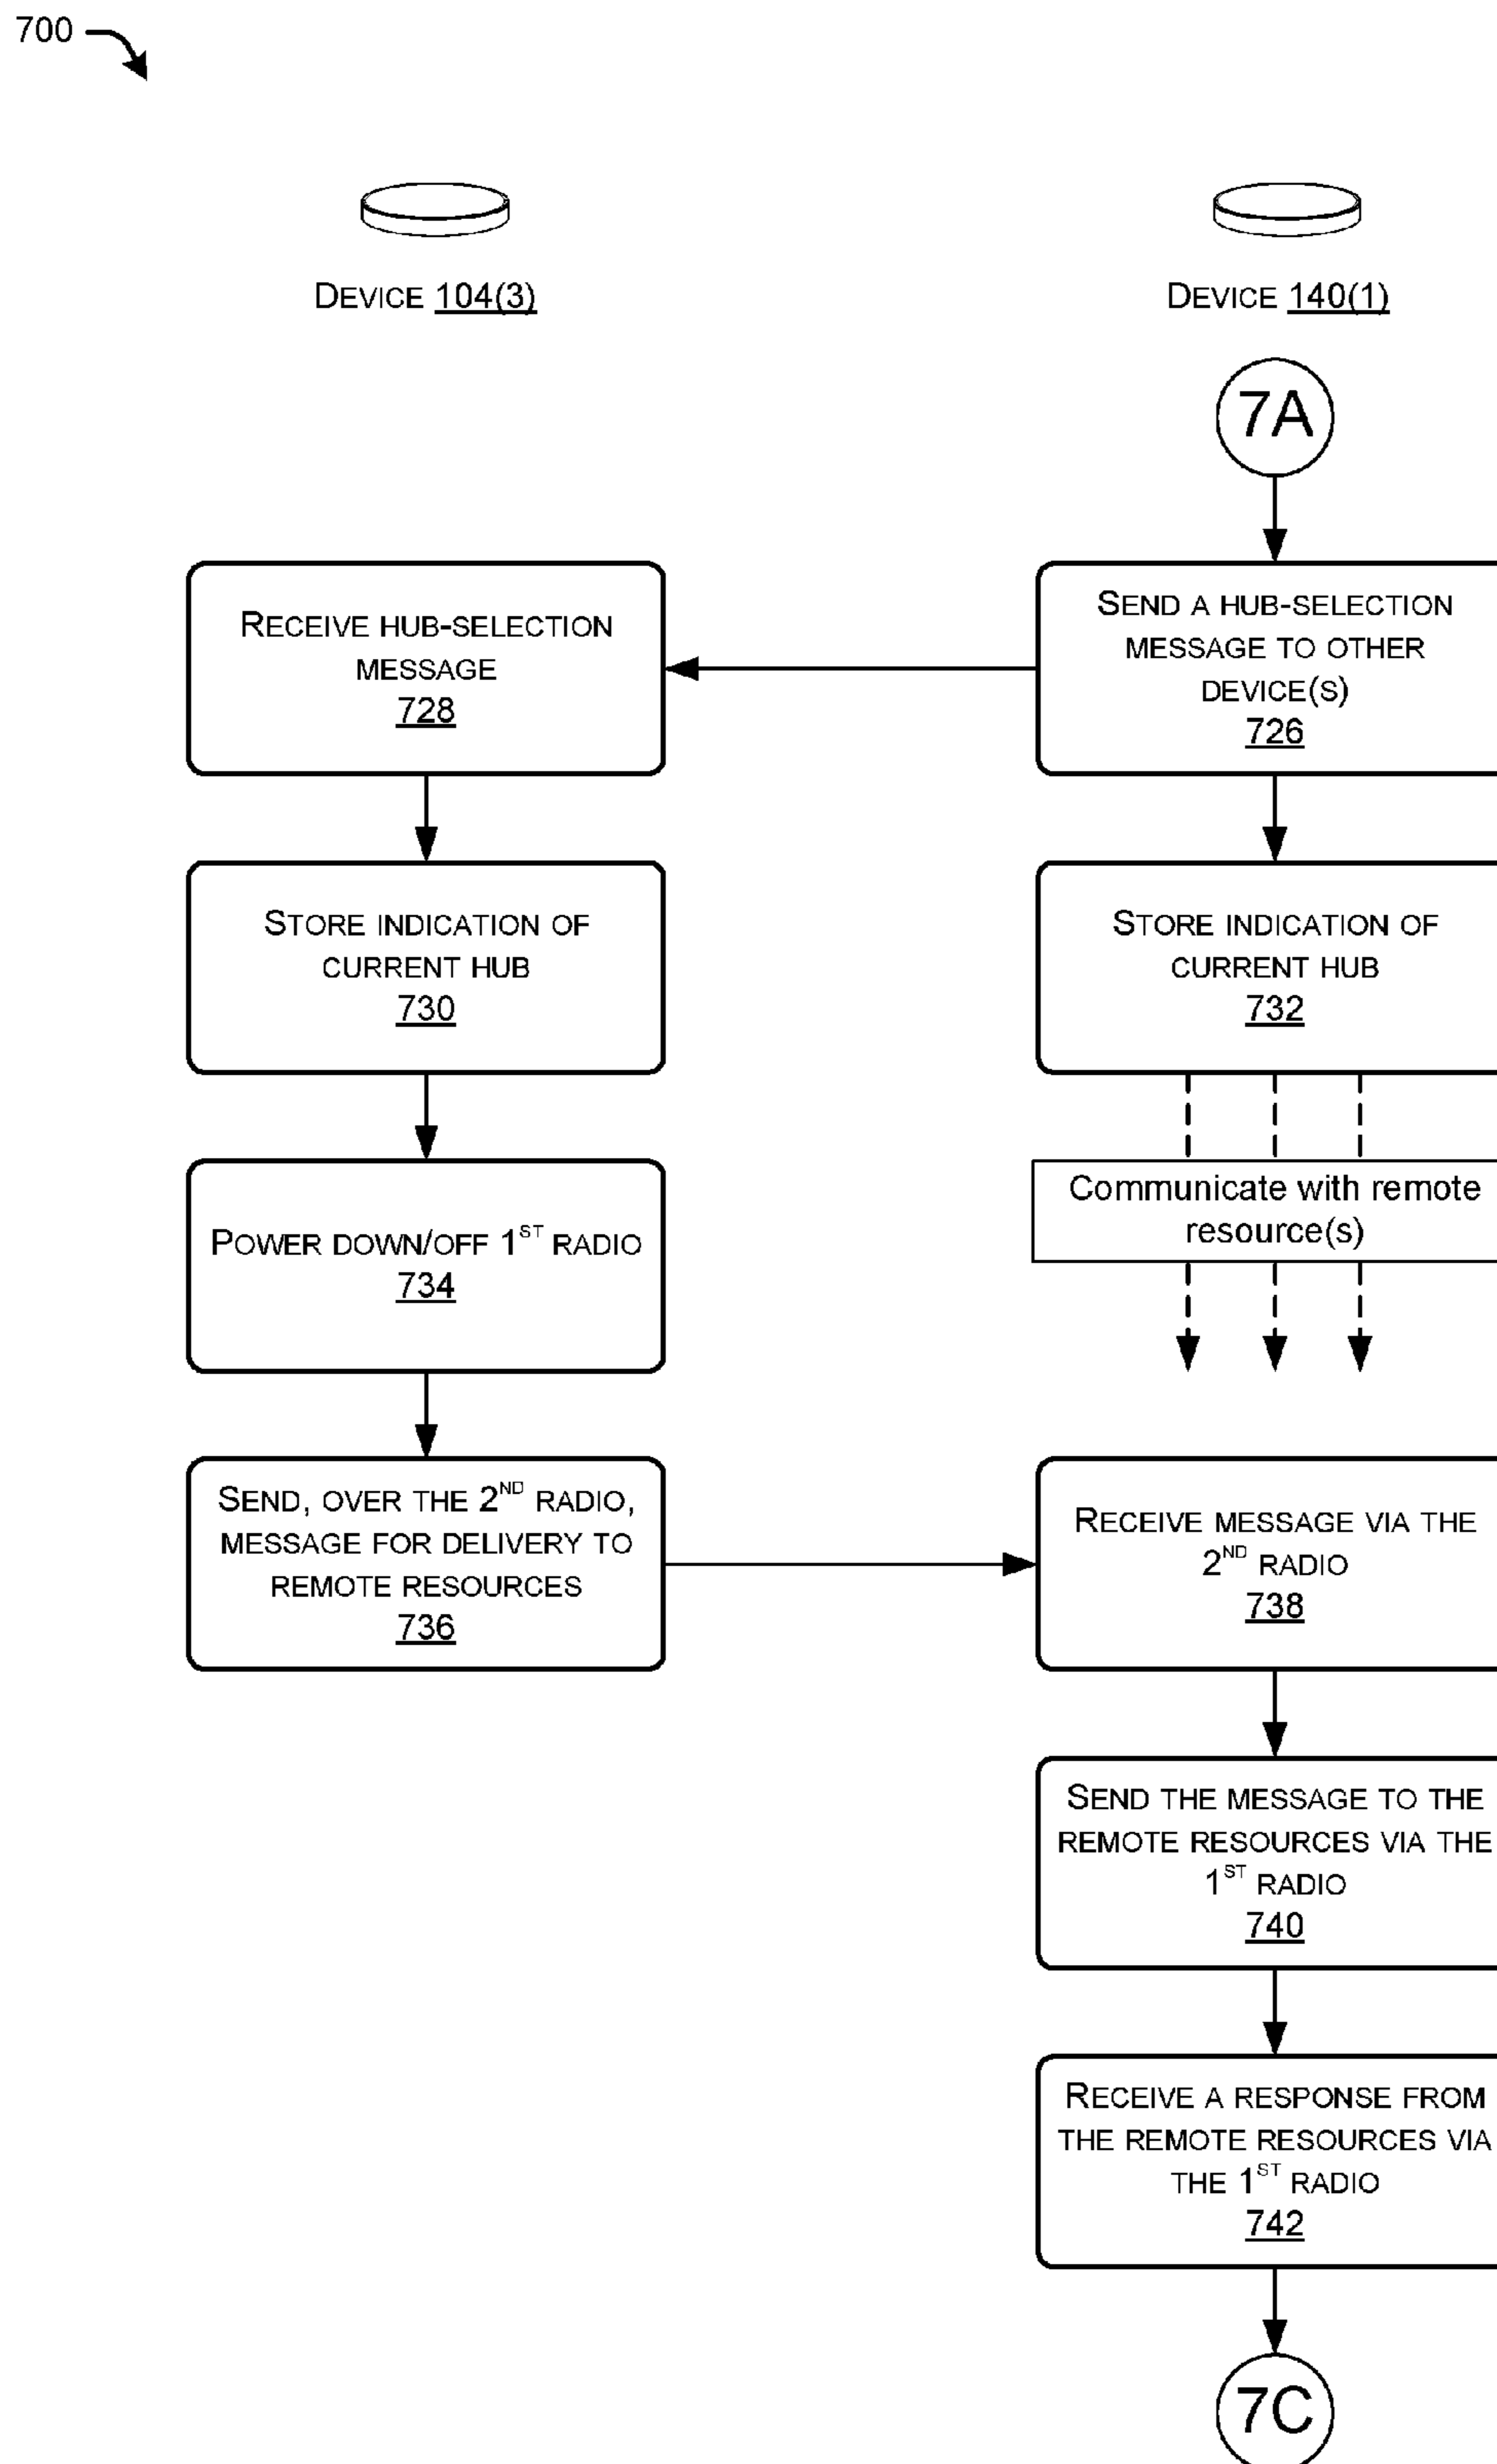 700
DEVICE 104(3)
DEVICE 140(1)
7A
SEND A HUB-SELECTION
MESSAGE TO OTHER
DEVICE(S)
726
RECEIVE HUB-SELECTION
MESSAGE
728
STORE INDICATION OF
CURRENT HUB
730
STORE INDICATION OF
CURRENT HUB
732
POWER DOWN/OFF 1ST RADIO
734
Communicate with remote
resource(s)
SEND, OVER THE 2ND RADIO,
MESSAGE FOR DELIVERY TO
REMOTE RESOURCES
736
RECEIVE MESSAGE VIA THE
2ND RADIO
738
SEND THE MESSAGE TO THE
REMOTE RESOURCES VIA THE
1ST RADIO
740
RECEIVE A RESPONSE FROM
THE REMOTE RESOURCES VIA
THE 1ST RADIO
742
7C